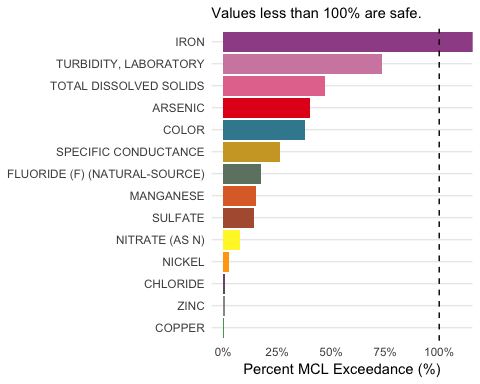 Values less than 100% are safe.
IRON
TURBIDITY, LABORATORY
TOTAL DISSOLVED SOLIDS
ARSENIC
COLOR
SPECIFIC CONDUCTANCE
FLUORIDE (F) (NATURAL-SOURCE)
MANGANESE
SULFATE
NITRATE (AS N)
NICKEL
CHLORIDE
ZINC
COPPER
0% 25% 50% 75% 100%
Percent MCL Exceedance (%)